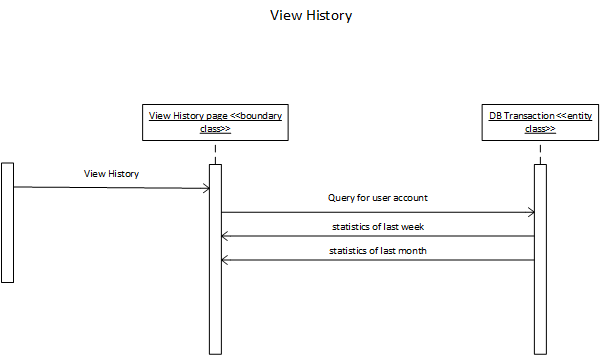 View History
View History page <<boundary
class>>
DB Transaction <<entity
class>>
View History
Query for user account
statistics of last week
statistics of last month